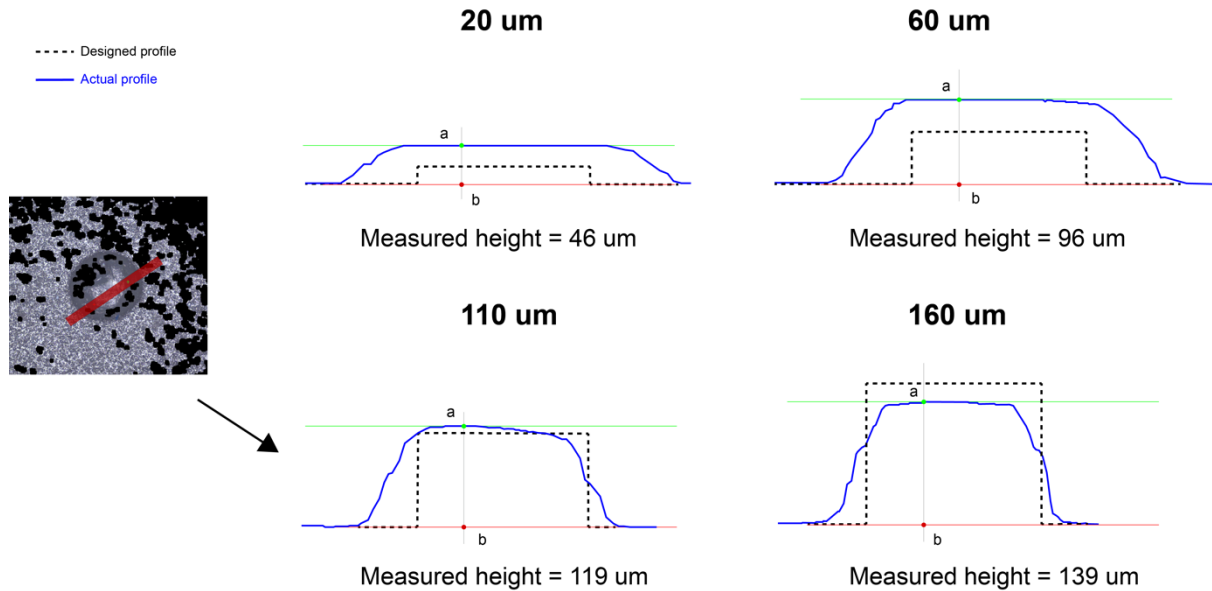 20 um
60 um
Designed profile
Actual profile
a
a
b
b
Measured height = 46 um
Measured height = 96 um
110 um
160 um
a
a
b
b
Measured height = 119 um
Measured height = 139 um